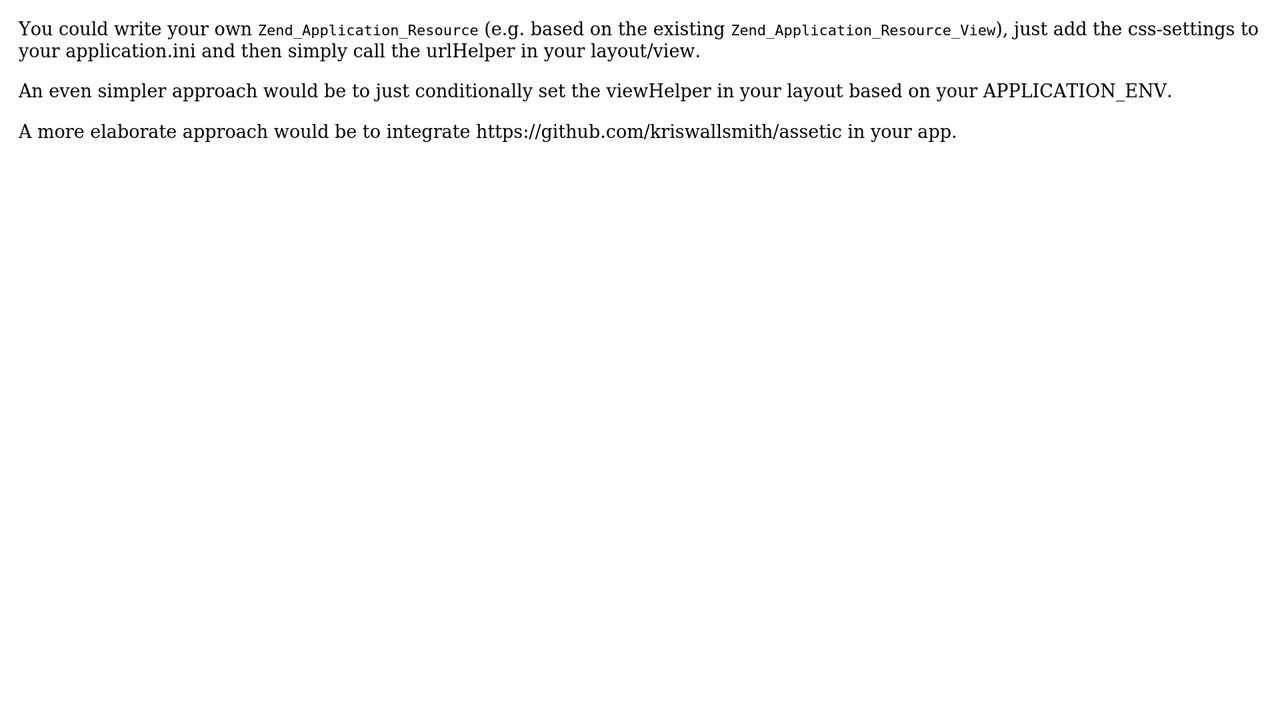 You could write your own Zend_Application_Resource (e.g. based on the existing Zend_Application_Resource_View), just add the css-settings to
your application.ini and then simply call the urlHelper in your layout/view.
An even simpler approach would be to just conditionally set the viewHelper in your layout based on your APPLICATION_ENV.
A more elaborate approach would be to integrate https://github.com/kriswallsmith/assetic in your app.